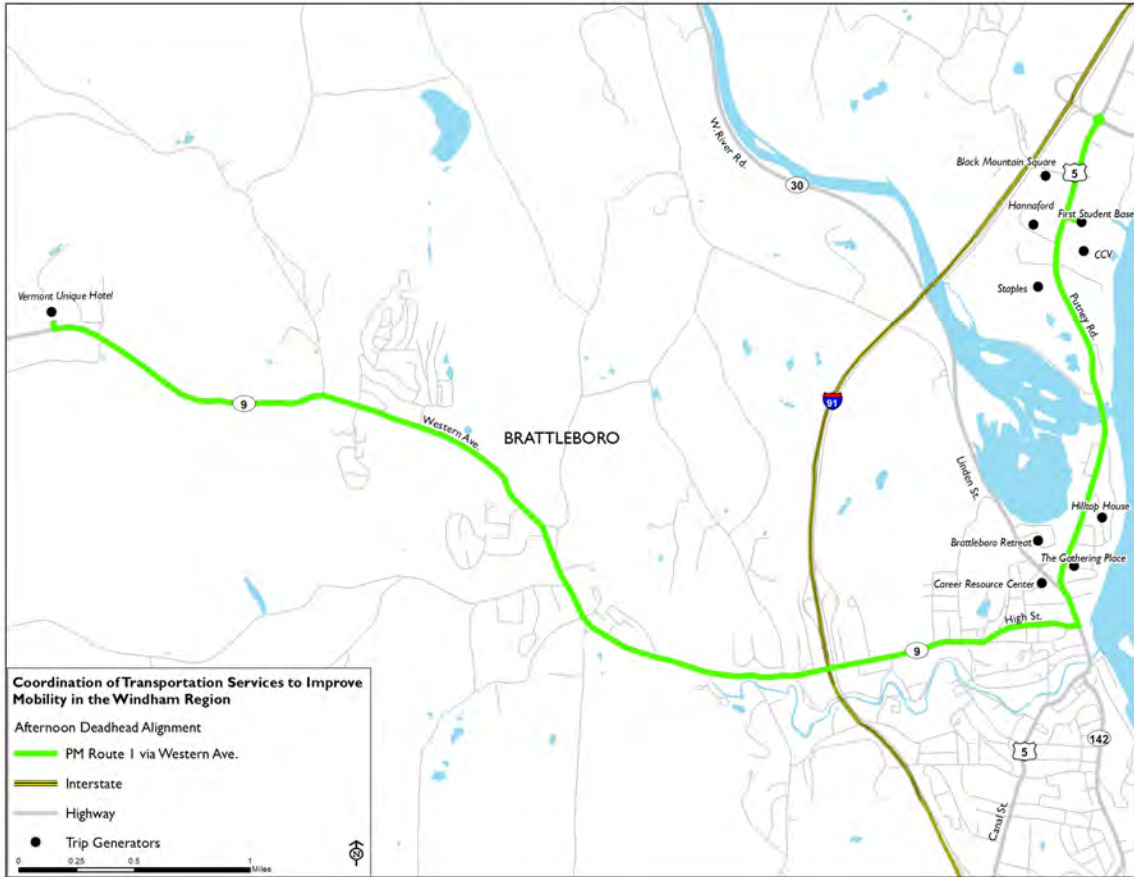 W. River Rd.
30
Black Mountain Square
5
Hannaford
First Student Base
CCV
Staples
Putney Rd.
Vermont Unique Hotel
9
Western Ave.
BRATTLEBORO
91
Linden St.
Hilltop House
Brattleboro Retreat
The Gathering Place
Career Resource Center
High St.
9
5
142
Canal St.
Coordination of Transportation Services to Improve
Mobility in the Windham Region
Afternoon Deadhead Alignment
PM Route 1 via Western Ave.
Interstate
Highway
Trip Generators
N
0 0.25 0.5 1
Miles